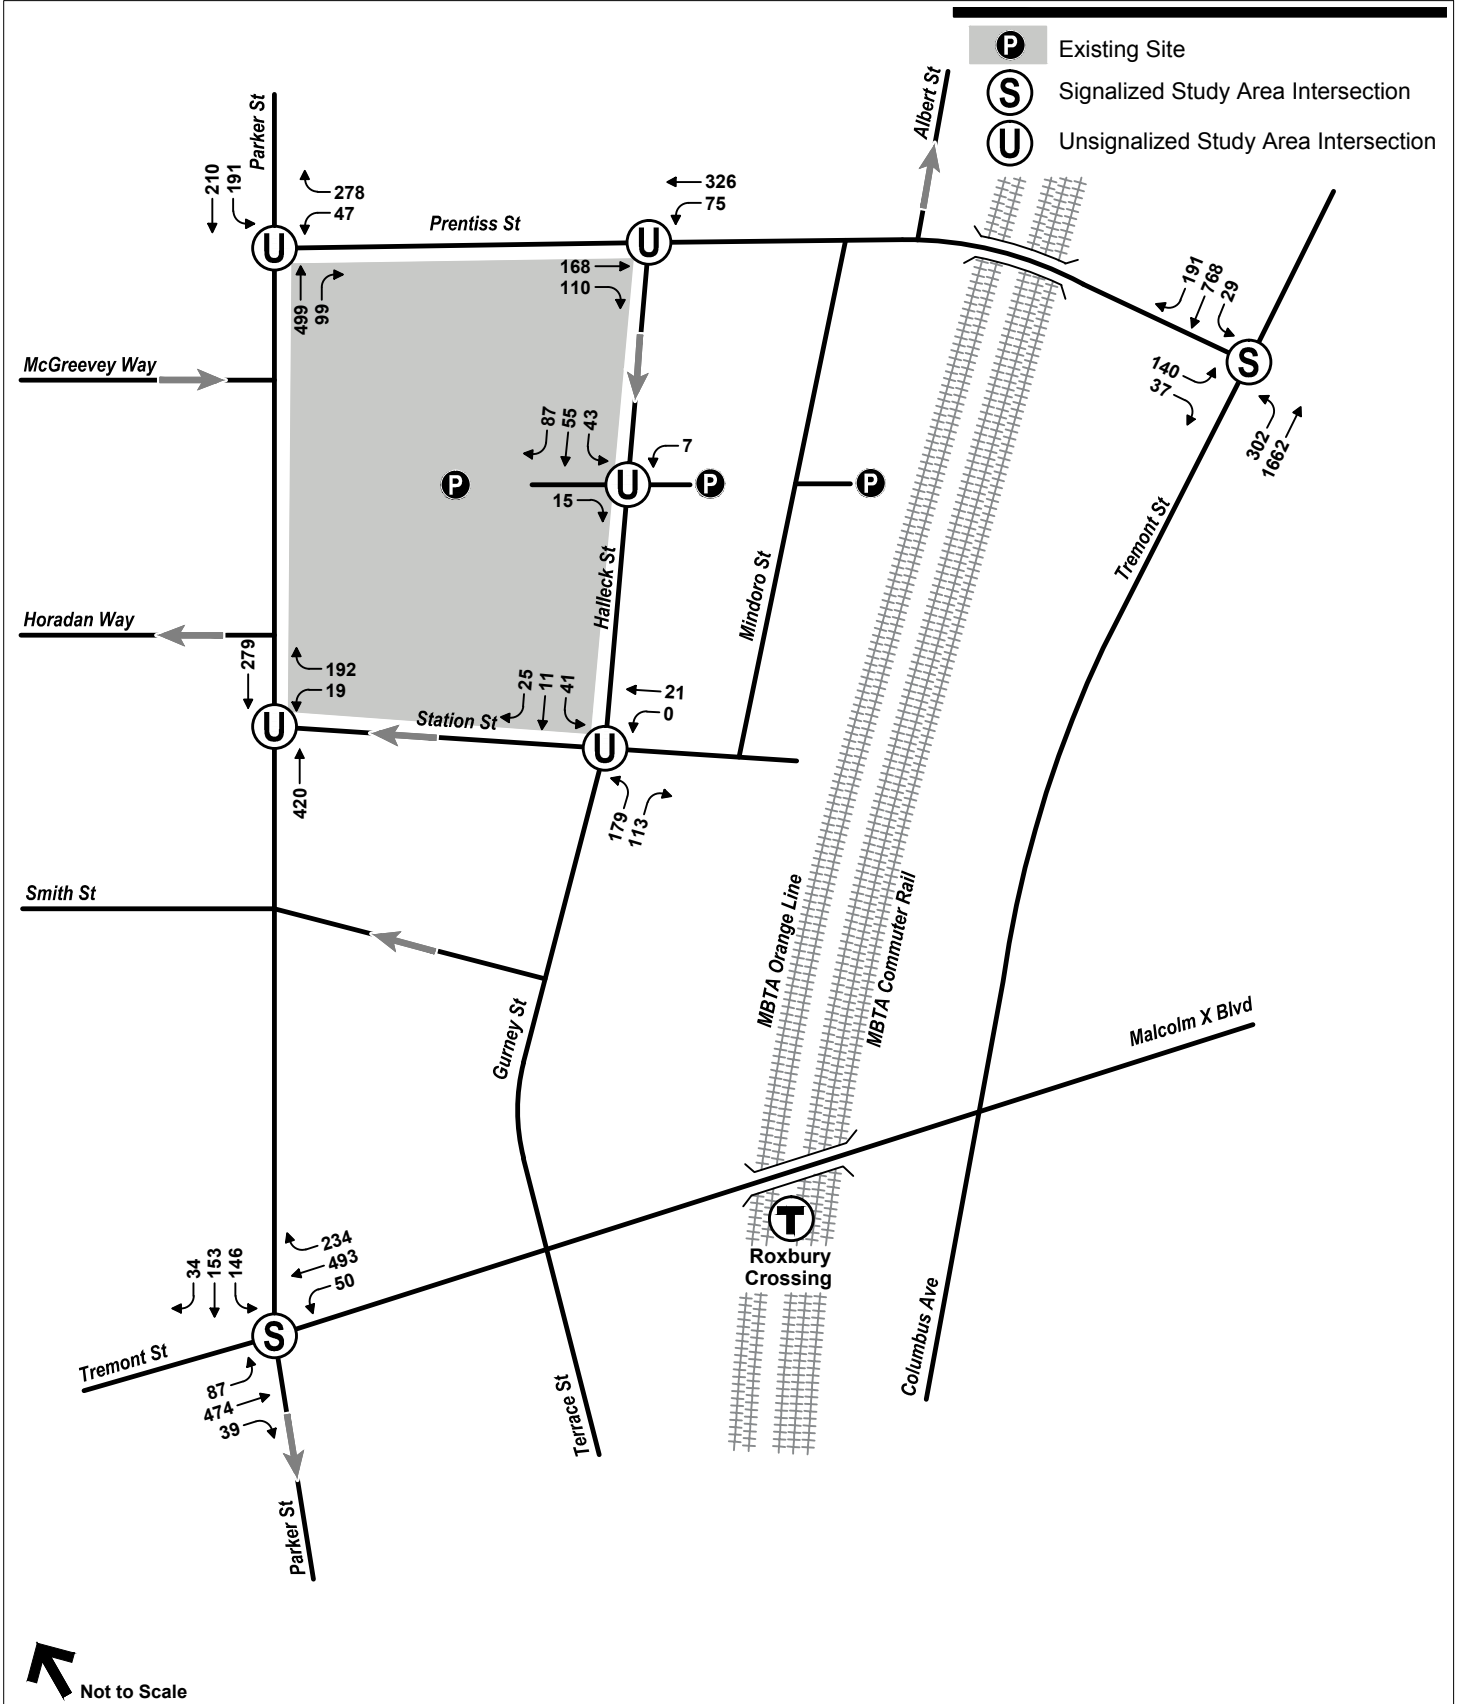 P Existing Site
S Signalized Study Area Intersection
U Unsignalized Study Area Intersection
Albert St
Parker St
210
191
278
47
U
Prentiss St
326
75
U
168
110
499
99
191
768
29
S
140
37
302
1662
McGreevey Way
87
55
43
7
P
U
P
P
15
Halleck St
Mindoro St
Tremont St
Horadan Way
279
192
19
U
Station St
25
11
41
21
0
U
420
179
113
Smith St
Gurney St
MBTA Orange Line
MBTA Commuter Rail
Malcolm X Blvd
T
Roxbury
Crossing
34
153
146
234
493
50
S
Tremont St
87
474
39
Columbus Ave
Terrace St
Parker St
Not to Scale